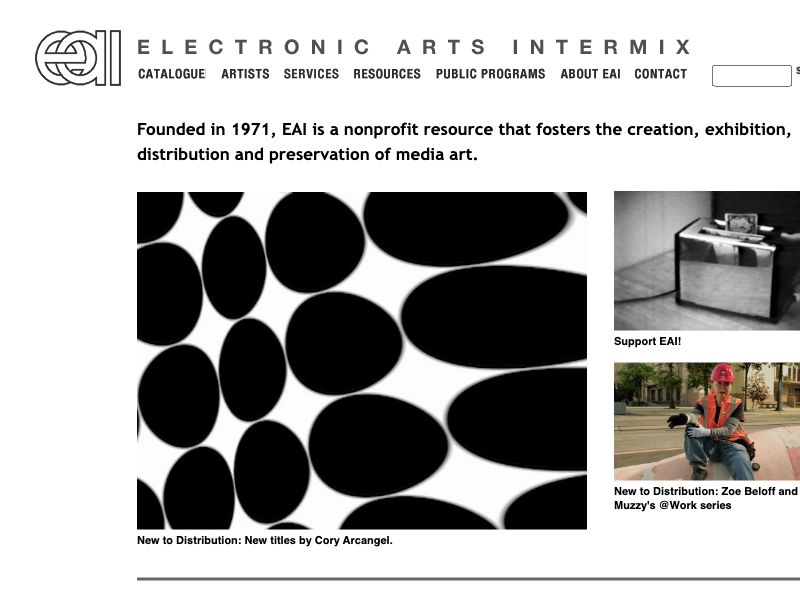 eai
ELECTRONIC ARTS INTERMIX
CATALOGUE ARTISTS SERVICES RESOURCES PUBLIC PROGRAMS ABOUT EAI CONTACT
Founded in 1971, EAI is a nonprofit resource that fosters the creation, exhibition,
distribution and preservation of media art.
Support EAI!
New to Distribution: Zoe Beloff and
Muzzy's @Work series
New to Distribution: New titles by Cory Arcangel.